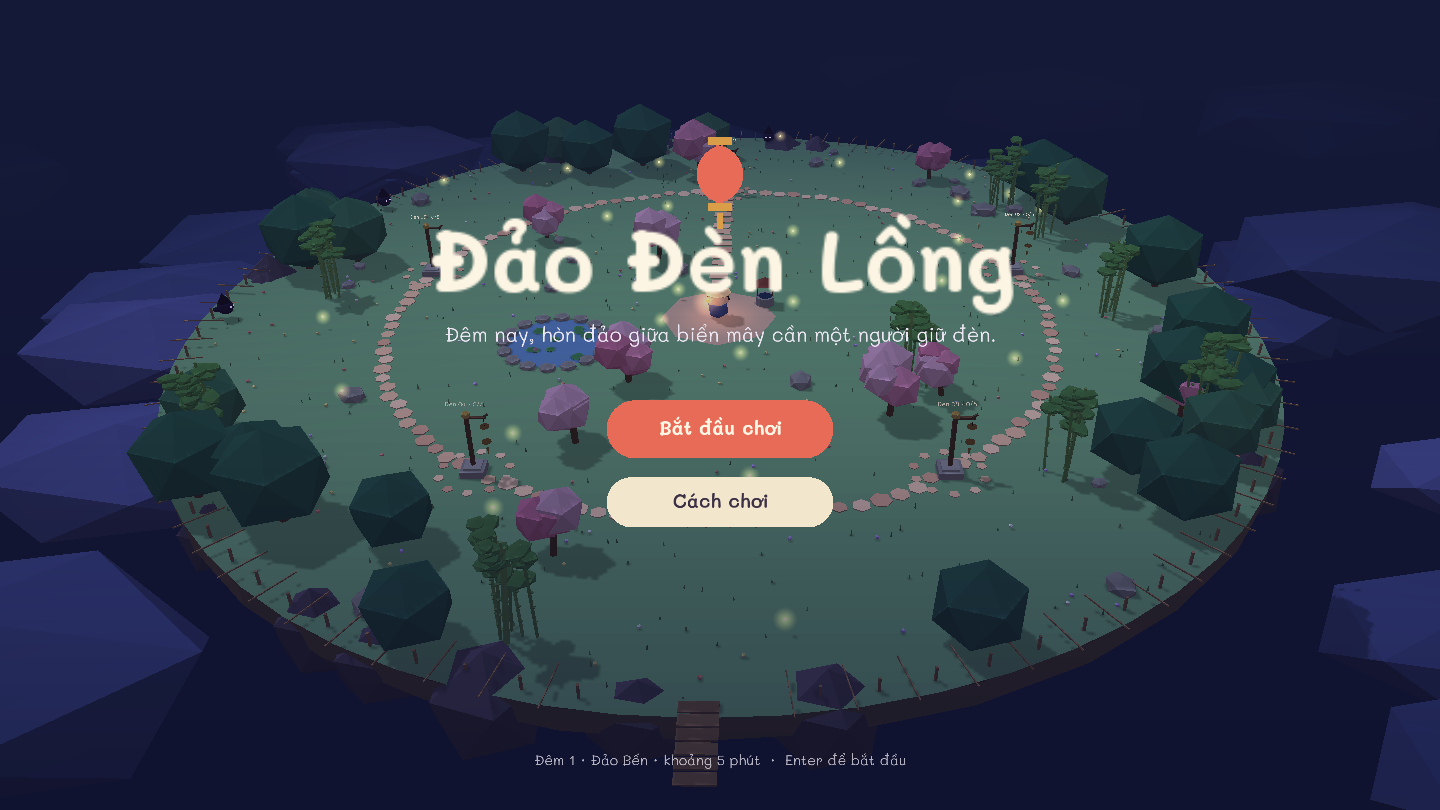 Đảo Đèn Lồng
Đêm nay, hòn đảo giữa biển mây cần một người giữ đèn.
Bắt đầu chơi
Cách chơi
Đêm 1 · Đảo Bến · khoảng 5 phút · Enter để bắt đầu